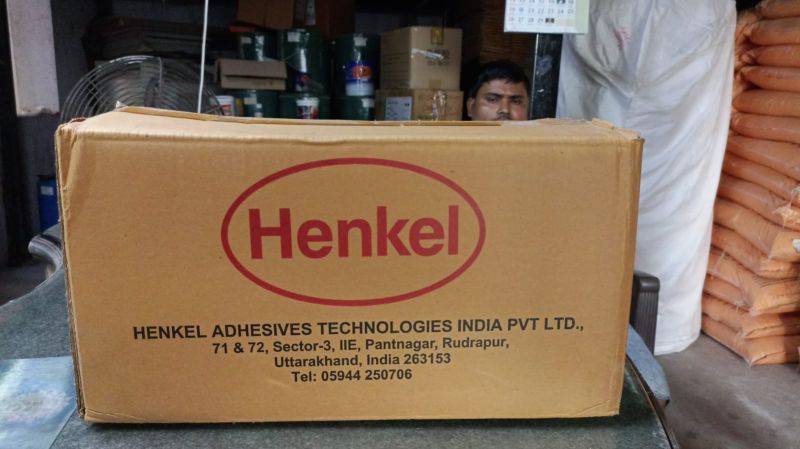 Henkel
HENKEL ADHESIVES TECHNOLOGIES INDIA PVT LTD.,
71 & 72, Sector-3, IIE, Pantnagar, Rudrapur,
Uttarakhand, India 263153
Tel: 05944 250706